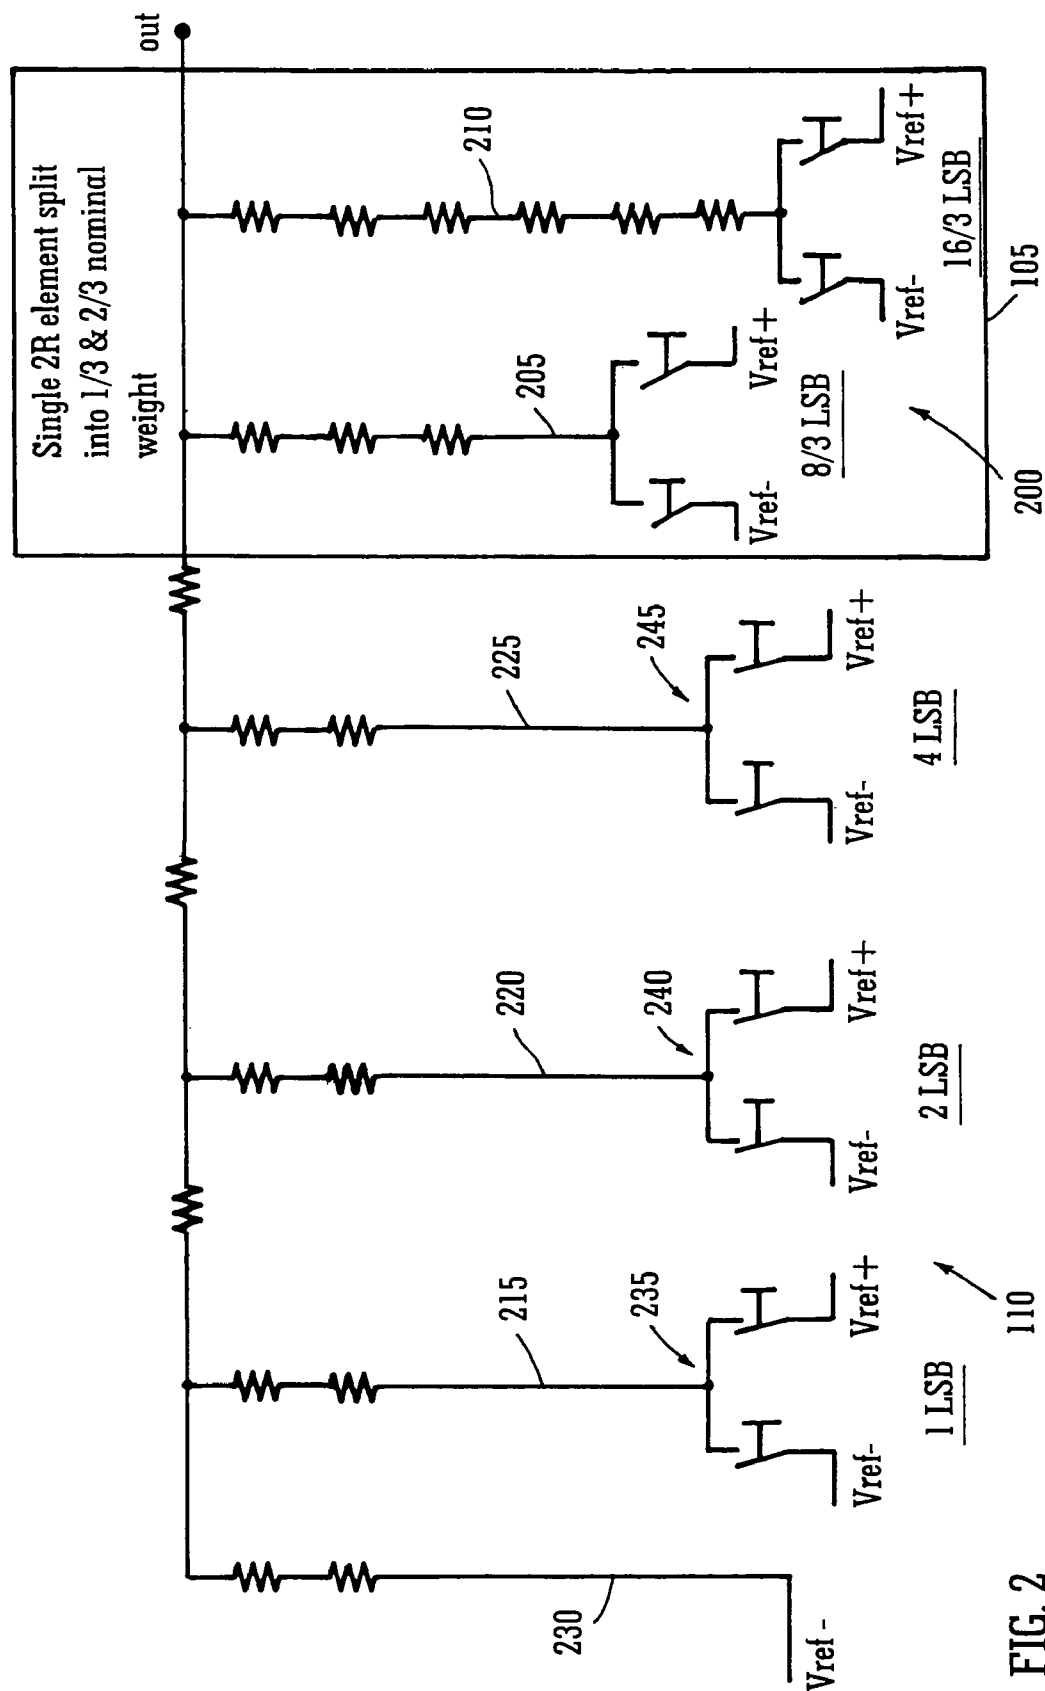 out
Single 2R element split
into 1/3 & 2/3 nominal
weight
210
205
225
220
215
230
245
240
235
Vref-
Vref+
16/3 LSB
Vref-
Vref+
8/3 LSB
Vref-
Vref+
4 LSB
Vref-
Vref+
2 LSB
Vref-
Vref+
1 LSB
Vref-
105
200
110
FIG. 2